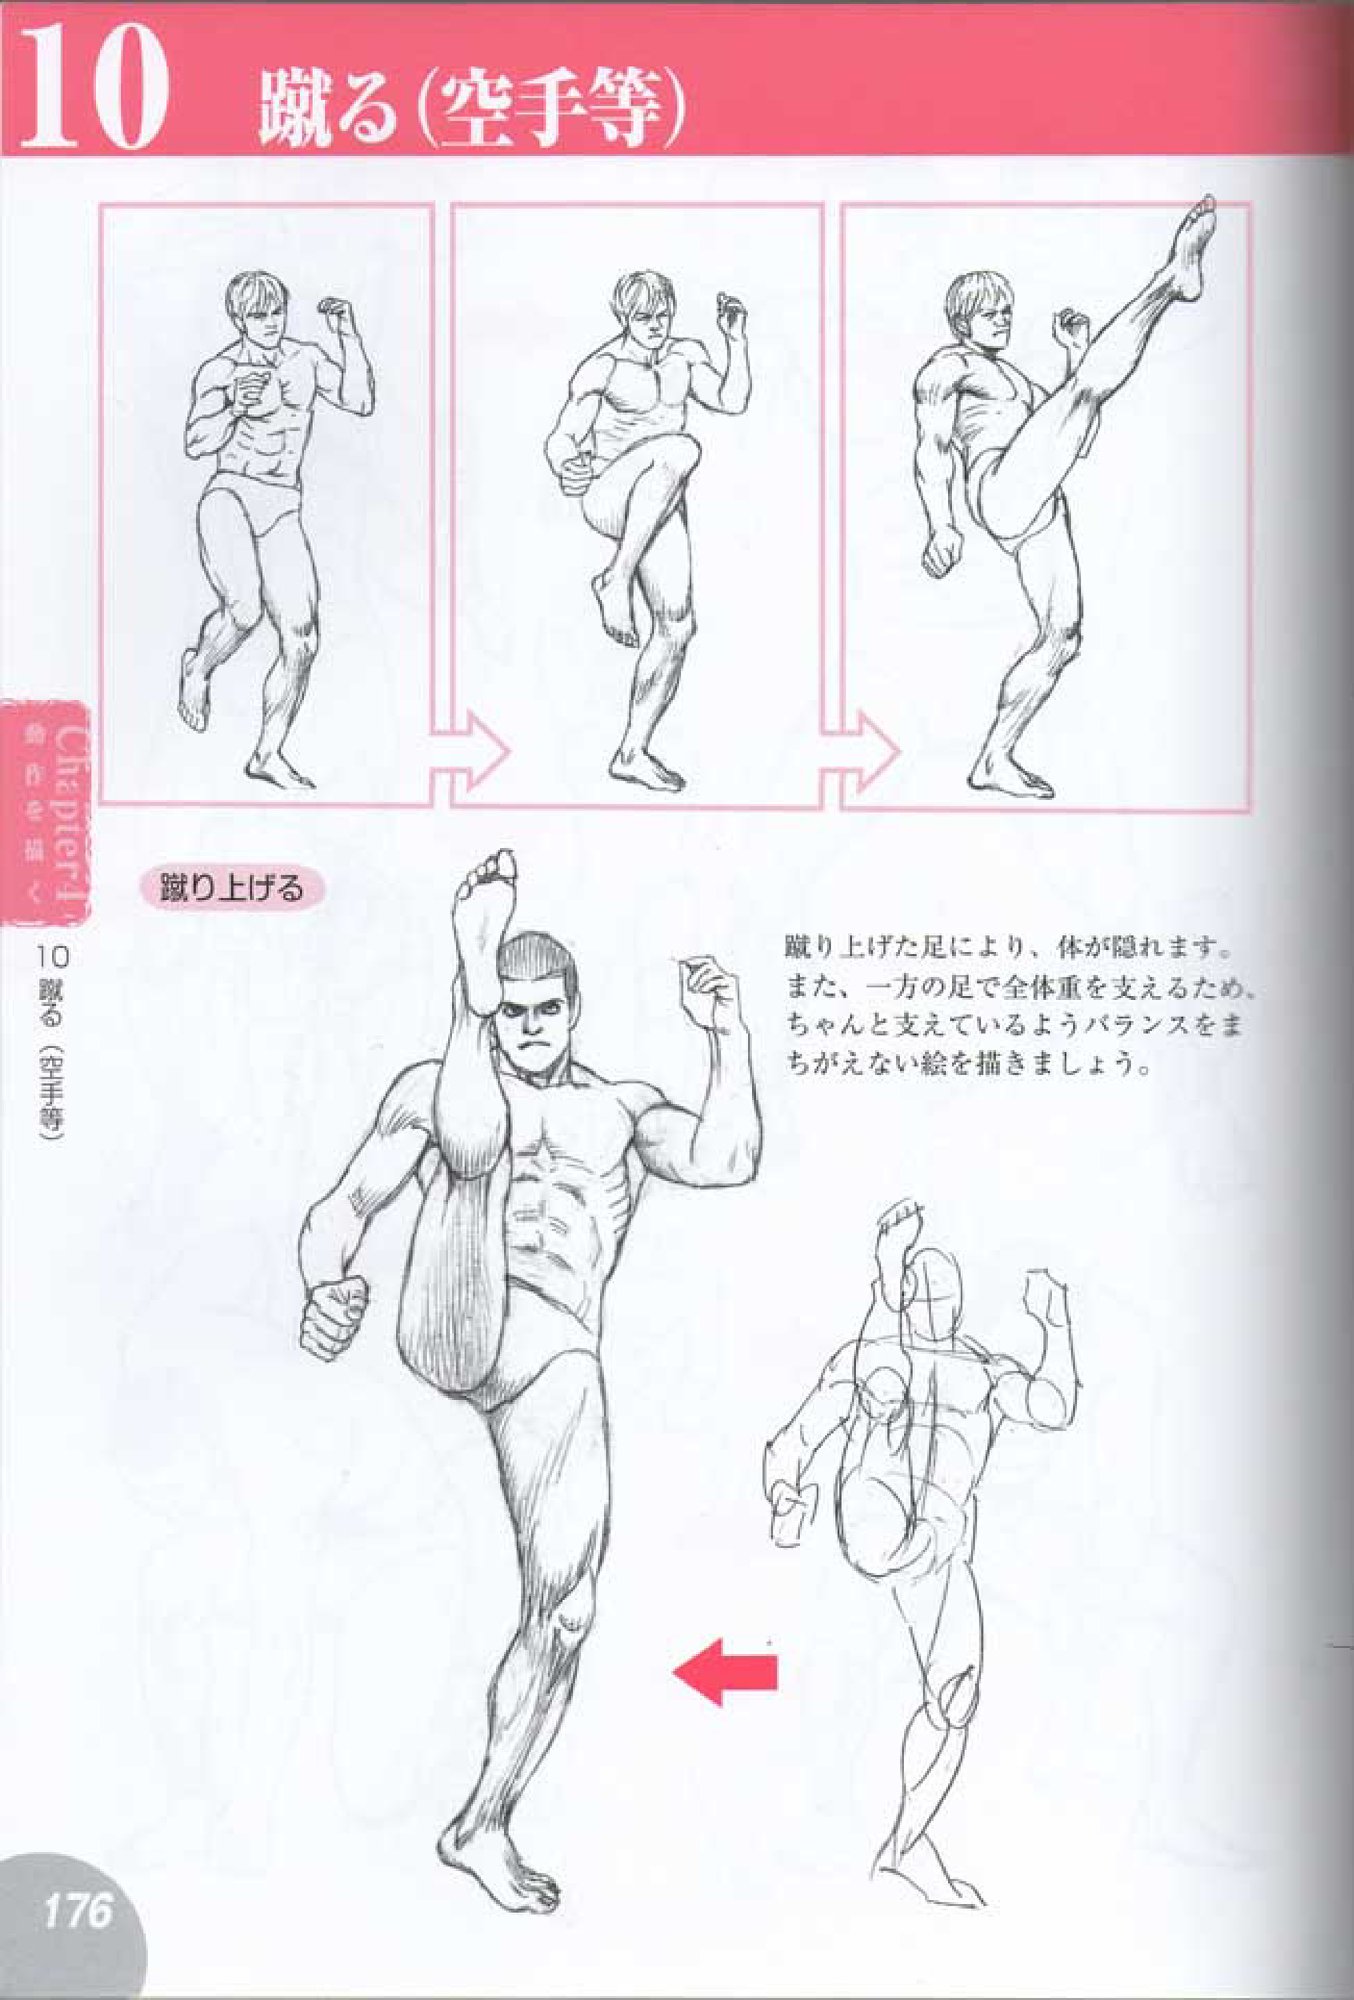 10
蹴る(空手等)
Chapter4
動作を描く
10 蹴る(空手等)
蹴り上げる
蹴り上げた足により、体が隠れます。
また、一方の足で全体重を支えるため、
ちゃんと支えているようバランスをま
ちがえない絵を描きましょう。
176